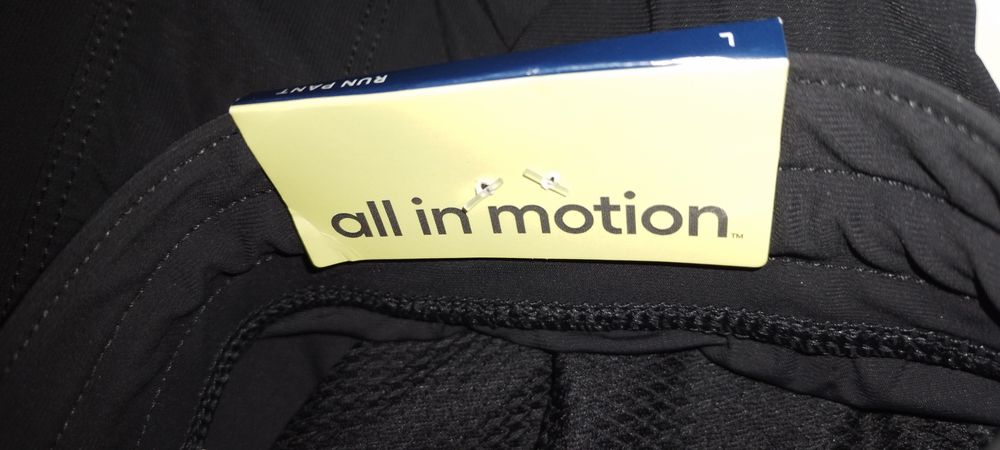 RUN PANT
L
all in motion™